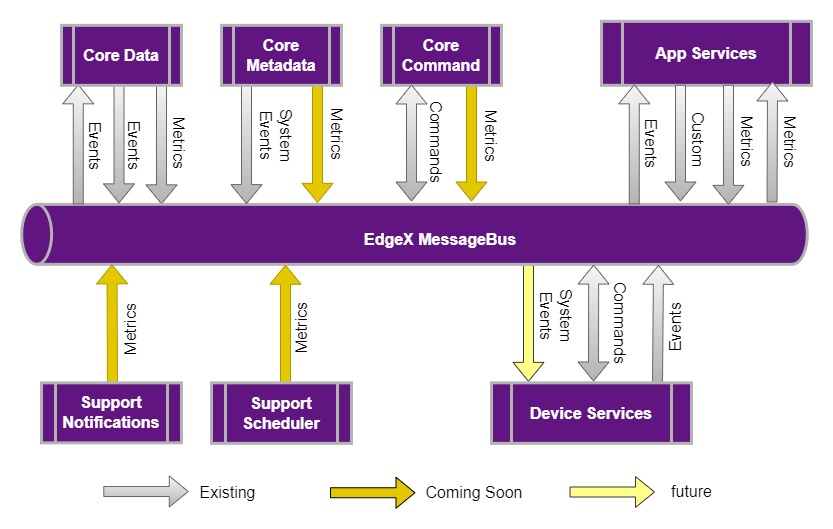 Core Data
Core
Metadata
Core
Command
App Services
Events
Events
Metrics
System
Events
Metrics
Commands
Metrics
Events
Custom
Metrics
Metrics
EdgeX MessageBus
Metrics
Metrics
System
Events
Commands
Events
Support
Notifications
Support
Scheduler
Device Services
Existing
Coming Soon
future